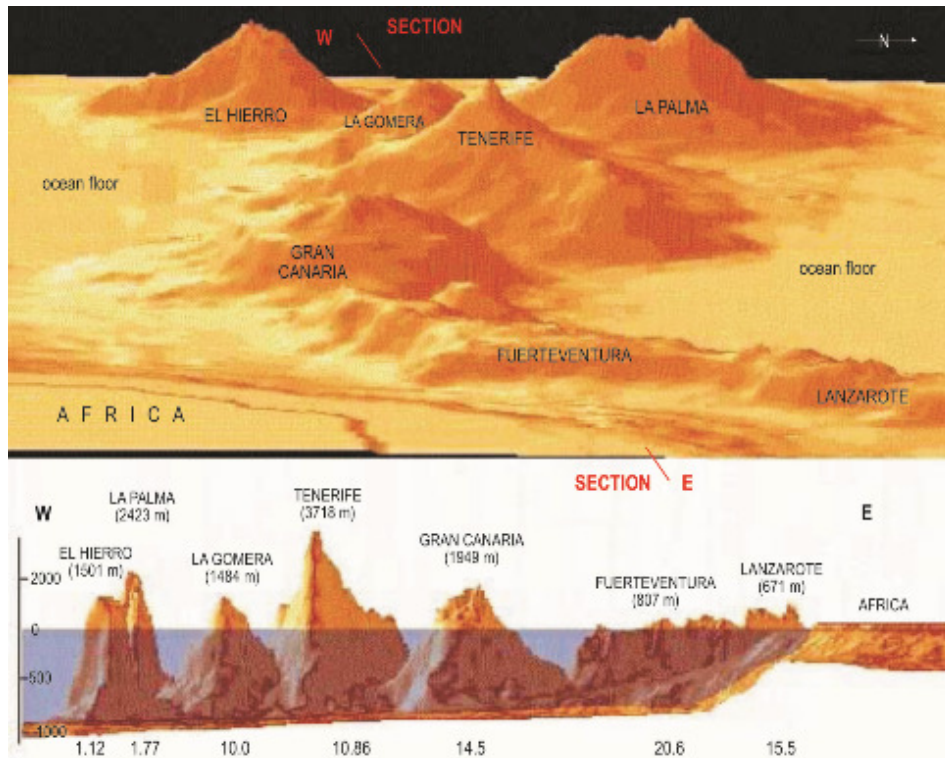 W
SECTION
N
EL HIERRO
LA GOMERA
LA PALMA
TENERIFE
ocean floor
GRAN
CANARIA
ocean floor
FUERTEVENTURA
LANZAROTE
A F R I C A
SECTION E
W
LA PALMA
(2423 m)
TENERIFE
(3718 m)
E
EL HIERRO
(1501 m)
LA GOMERA
(1484 m)
GRAN CANARIA
(1949 m)
FUERTEVENTURA
(807 m)
LANZAROTE
(671 m)
AFRICA
2000
0
-500
-1000
1.12 1.77 10.0 10.86 14.5 20.6 15.5